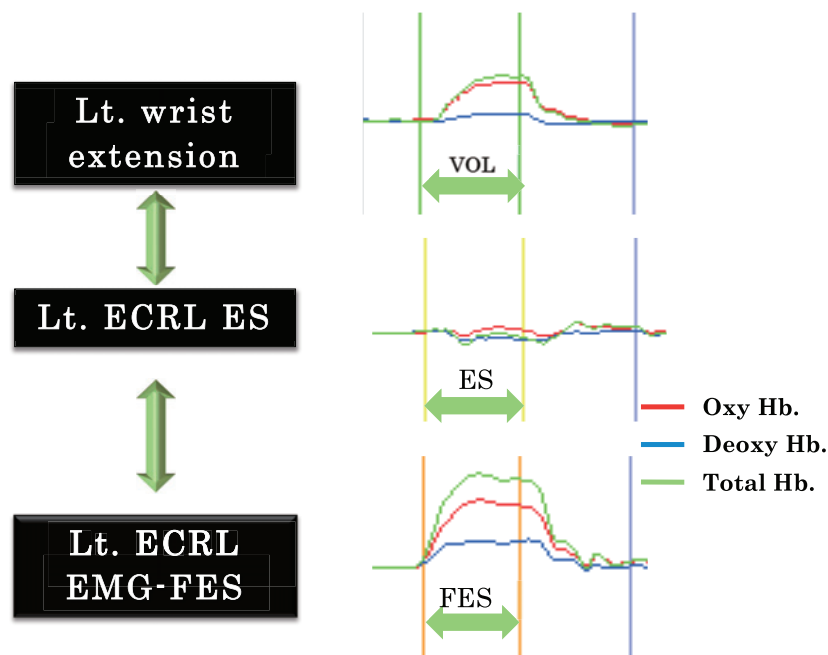 Lt. wrist
extension
VOL
Lt. ECRL ES
ES
Oxy Hb.
Deoxy Hb.
Total Hb.
Lt. ECRL
EMG-FES
FES